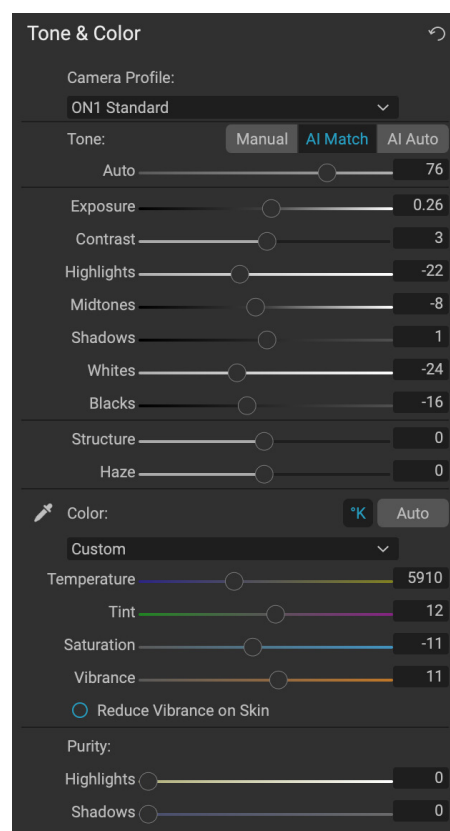 Tone & Color
Camera Profile:
ON1 Standard
Tone: Manual AI Match AI Auto
Auto 76
Exposure 0.26
Contrast 3
Highlights -22
Midtones -8
Shadows 1
Whites -24
Blacks -16
Structure 0
Haze 0
Color: °K Auto
Custom
Temperature 5910
Tint 12
Saturation -11
Vibrance 11
Reduce Vibrance on Skin
Purity:
Highlights 0
Shadows 0